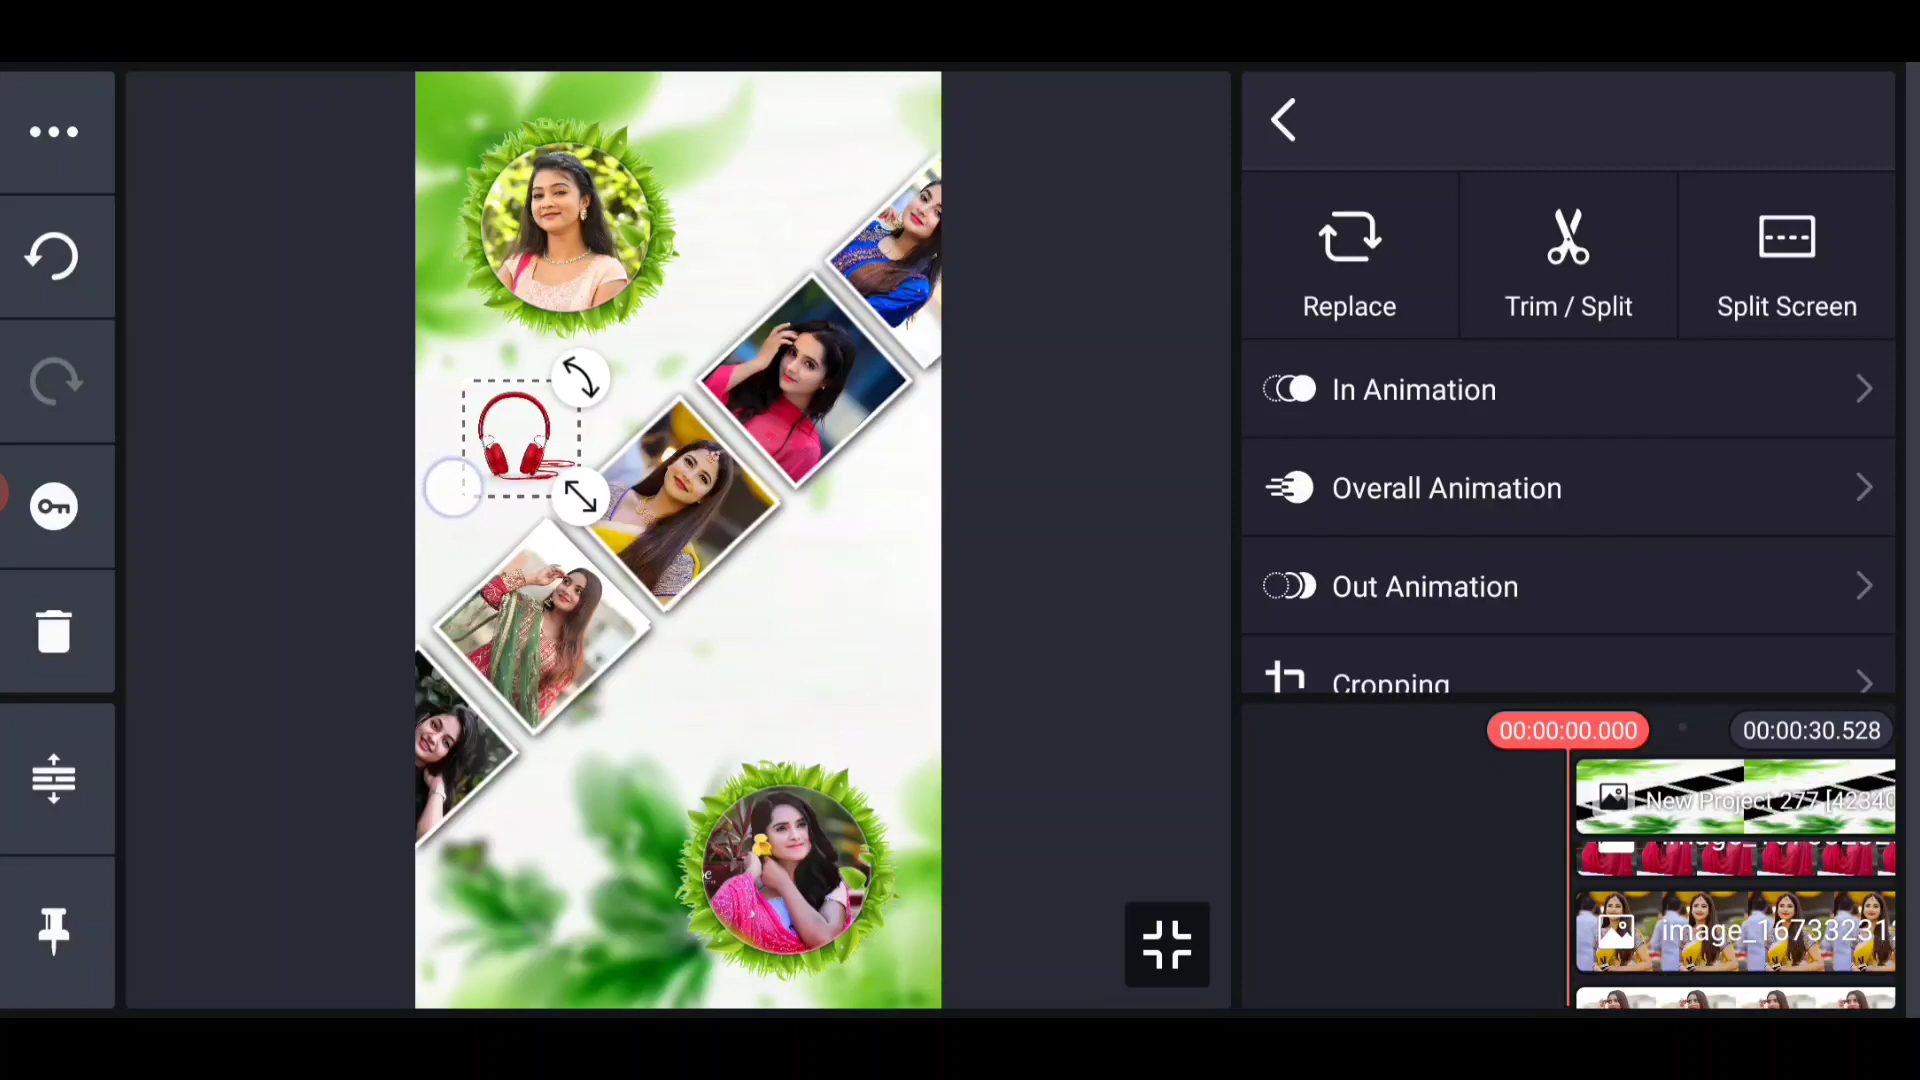 Replace
Trim / Split
Split Screen
In Animation
Overall Animation
Out Animation
Cropping
00:00:00.000
00:00:30.528
New Project 277 [42340
image_167332312